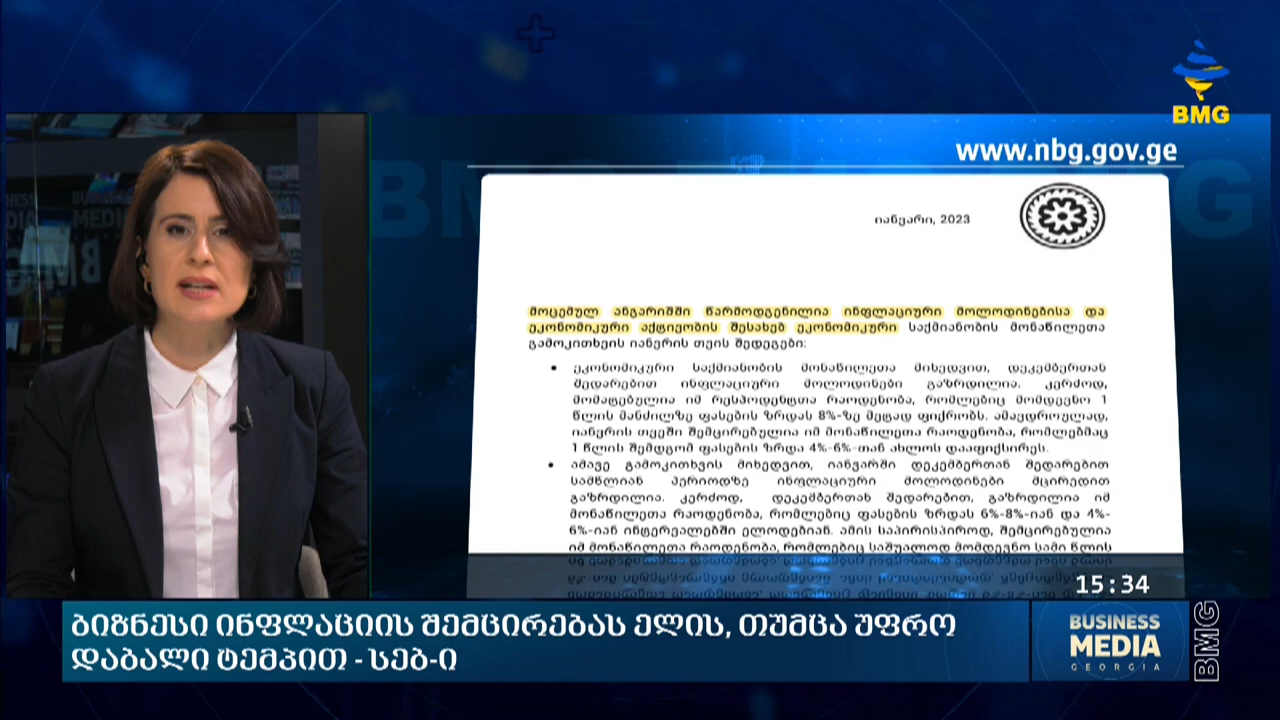 BMG
www.nbg.gov.ge
იანვარი, 2023
მოცემულ ანგარიშში წარმოდგენილია ინფლაციური მოლოდინებისა და
ეკონომიკური აქტივობის შესახებ ეკონომიკური საქმიანობის მონაწილეთა
გამოკითხვის იანვრის თვის შედეგები:
• ეკონომიკური საქმიანობის მონაწილეთა მიხედვით, დეკემბერთან
შედარებით ინფლაციური მოლოდინები გაზრდილია. კერძოდ,
მომატებულია იმ რესპოდენტთა რაოდენობა, რომლებიც მომდევნო 1
წლის მანძილზე ფასების ზრდას 8%-ზე მეტად ფიქრობს. ამავდროულად,
იანვრის თვეში შემცირებულია იმ მონაწილეთა რაოდენობა, რომლებმაც
1 წლის შემდგომ ფასების ზრდა 4%-6%-თან ახლოს დააფიქსირეს.
• ამავე გამოკითხვის მიხედვით, იანვარში დეკემბერთან შედარებით
სამწლიან პერიოდზე ინფლაციური მოლოდინები მცირედით
გაზრდილია. კერძოდ, დეკემბერთან შედარებით, გაზრდილია იმ
მონაწილეთა რაოდენობა, რომლებიც ფასების ზრდას 6%-8%-იან და 4%-
6%-იან ინტერვალებში ელოდებიან. ამის საპირისპიროდ, შემცირებულია
იმ მონაწილეთა რაოდენობა, რომლებიც საშუალოდ მომდევნო სამი წლის
15:34
ბიზნესი ინფლაციის შემცირებას ელის, თუმცა უფრო
დაბალი ტემპით - სებ-ი
BUSINESS
MEDIA
GEORGIA
BMG